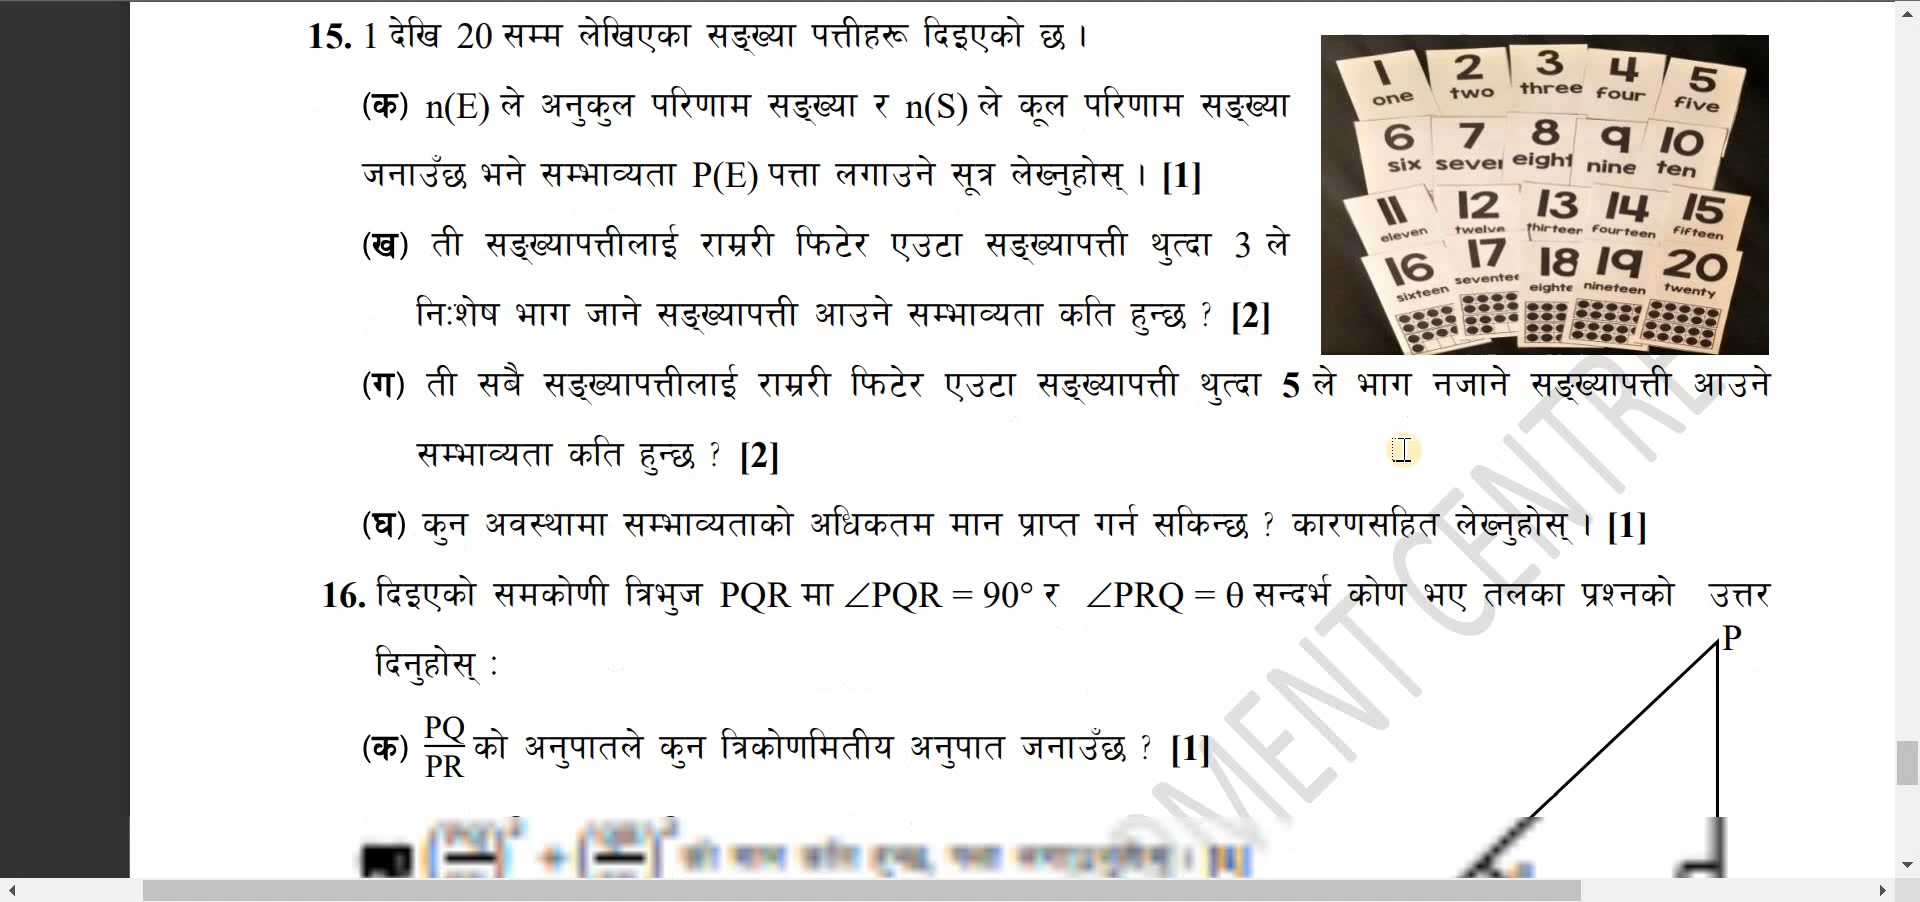 15. 1 देखि 20 सम्म लेखिएका सङ्ख्या पत्तीहरू दिइएको छ ।
(क) n(E) ले अनुकुल परिणाम सङ्ख्या र n(S) ले कूल परिणाम सङ्ख्या
जनाउँछ भने सम्भाव्यता P(E) पत्ता लगाउने सूत्र लेख्नुहोस् । [1]
(ख) ती सङ्ख्यापत्तीलाई राम्ररी फिटेर एउटा सङ्ख्यापत्ती थुत्दा 3 ले
निःशेष भाग जाने सङ्ख्यापत्ती आउने सम्भाव्यता कति हुन्छ ? [2]
1 2 3 4 5
one two three four five
6 7 8 9 10
six seven eight nine ten
11 12 13 14 15
eleven twelve thirteen fourteen fifteen
16 17 18 19 20
sixteen seventee eighte nineteen twenty
(ग) ती सबै सङ्ख्यापत्तीलाई राम्ररी फिटेर एउटा सङ्ख्यापत्ती थुत्दा 5 ले भाग नजाने सङ्ख्यापत्ती आउने
सम्भाव्यता कति हुन्छ ? [2]
(घ) कुन अवस्थामा सम्भाव्यताको अधिकतम मान प्राप्त गर्न सकिन्छ ? कारणसहित लेख्नुहोस् । [1]
16. दिइएको समकोणी त्रिभुज PQR मा ∠PQR = 90° र ∠PRQ = θ सन्दर्भ कोण भए तलका प्रश्नको उत्तर
दिनुहोस् :
P
(क) PQ/PR को अनुपातले कुन त्रिकोणमितीय अनुपात जनाउँछ ? [1]
MENT CENTRE